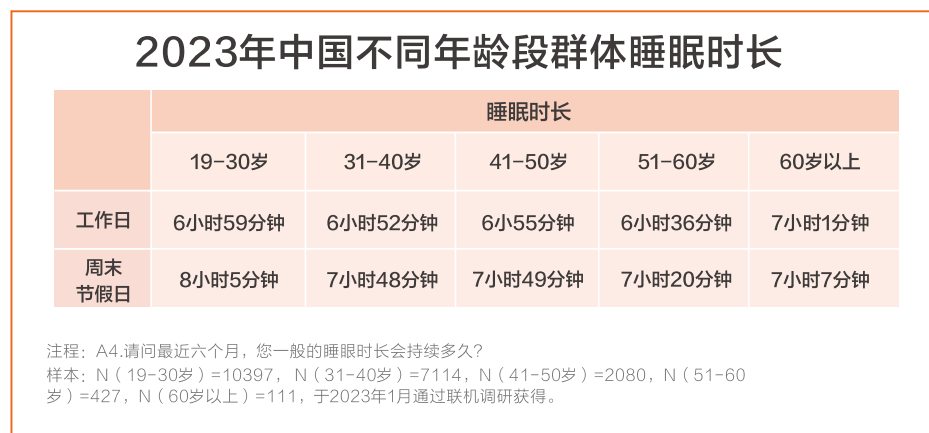 2023年中国不同年龄段群体睡眠时长
睡眠时长
19-30岁 31-40岁 41-50岁 51-60岁 60岁以上
工作日 6小时59分钟 6小时52分钟 6小55分钟 6小时36分钟 7小时1分钟
周末
节假日 8小时5分钟 7小时48分钟 7小时49分钟 7小时20分钟 7小时7分钟
注程：A4.请问最近六个月，您一般的睡眼时长会持续多久？
样本：N（19-30岁）=10397，N（31-40岁）=7114，N（41-50岁）=2080，N（51-60
岁）=427，N（60岁以上）=111，于2023年1月通过联机调研获得。